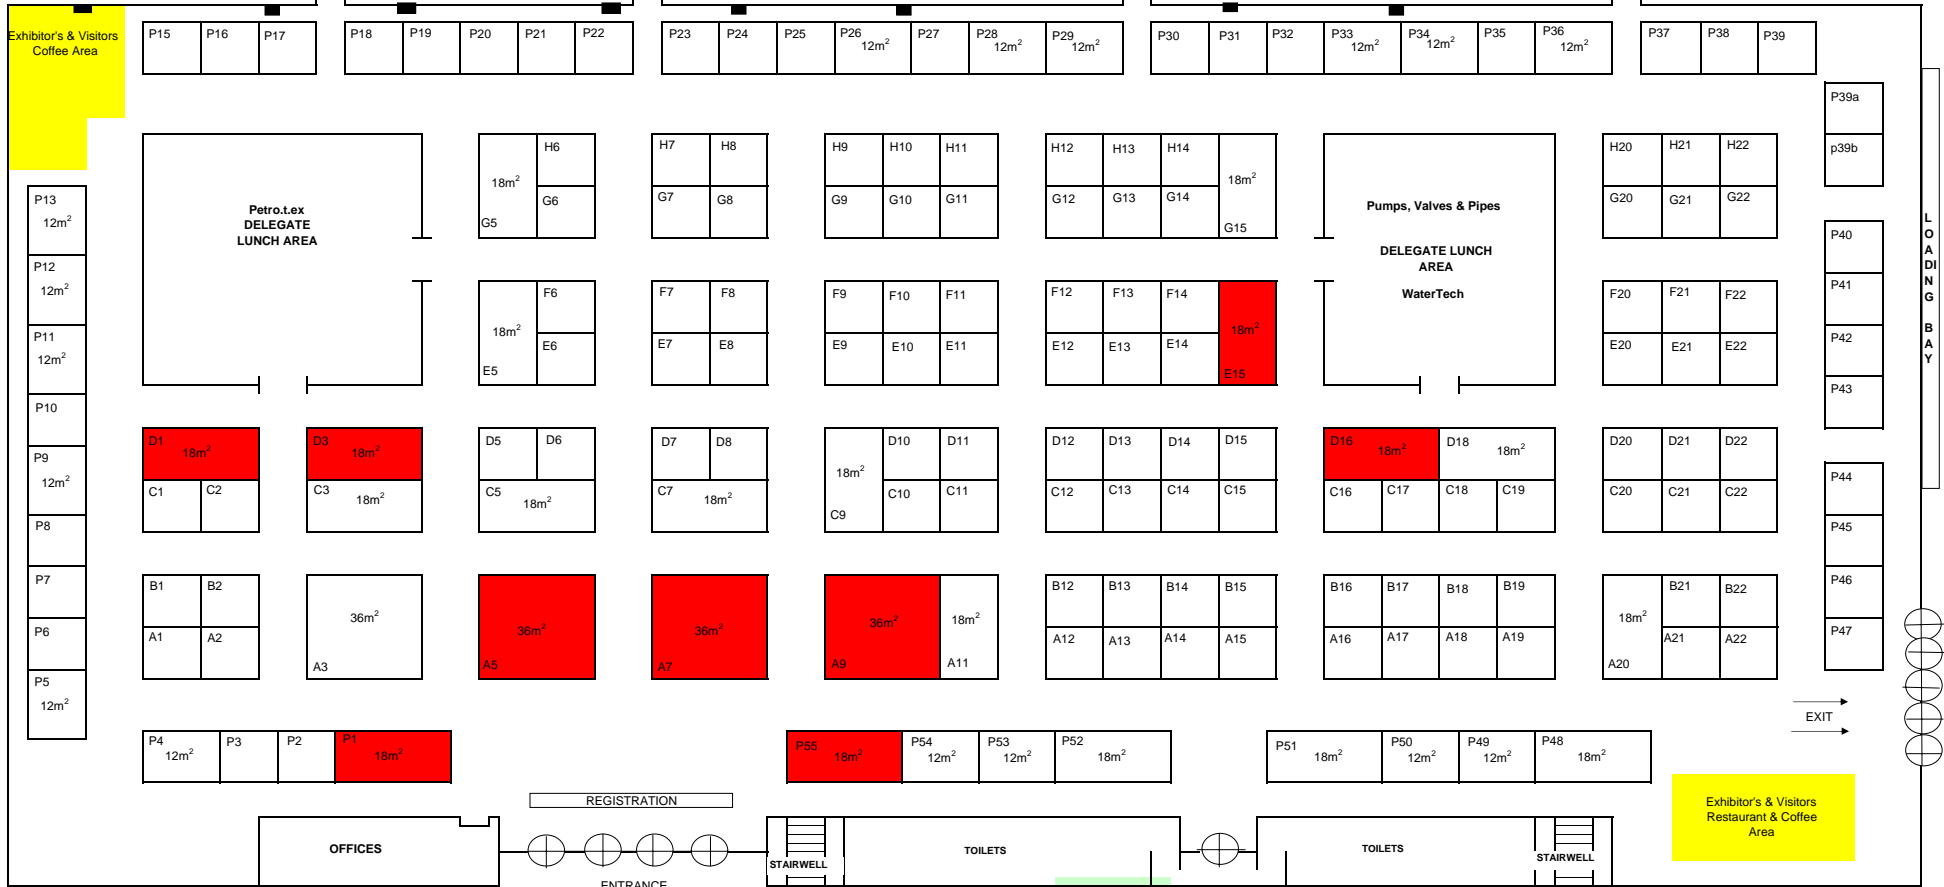 Exhibitor's & Visitors
Coffee Area
P15 P16 P17 P18 P19 P20 P21 P22 P23 P24 P25 P26 12m² P27 P28 12m² P29 12m² P30 P31 P32 P33 12m² P34 12m² P35 P36 12m² P37 P38 P39
P39a
p39b
H6 H7 H8 H9 H10 H11 H12 H13 H14 H20 H21 H22
18m² 18m²
G5 G6 G7 G8 G9 G10 G11 G12 G13 G14 G15 G20 G21 G22
Petro.t.ex
DELEGATE
LUNCH AREA
Pumps, Valves & Pipes
DELEGATE LUNCH
AREA
WaterTech
P13
12m²
P12
12m²
P11
12m²
P10
P9
12m²
P8
P7
P6
P5
12m²
P40
P41
P42
P43
P44
P45
P46
P47
LOADING BAY
F6 F7 F8 F9 F10 F11 F12 F13 F14 F20 F21 F22
18m² 18m²
E5 E6 E7 E8 E9 E10 E11 E12 E13 E14 E15 E20 E21 E22
D1 18m² D3 18m² D5 D6 D7 D8 D10 D11 D12 D13 D14 D15 D16 18m² D18 18m² D20 D21 D22
C1 C2 C3 18m² C5 18m² C7 18m² 18m² C9 C10 C11 C12 C13 C14 C15 C16 C17 C18 C19 C20 C21 C22
B1 B2 B12 B13 B14 B15 B16 B17 B18 B19 B21 B22
36m² 36m² 36m² 36m² 18m² 18m²
A1 A2 A3 A5 A7 A9 A11 A12 A13 A14 A15 A16 A17 A18 A19 A20 A21 A22
EXIT
P4 12m² P3 P2 P1 18m² P55 18m² P54 12m² P53 12m² P52 18m² P51 18m² P50 12m² P49 12m² P48 18m²
REGISTRATION
Exhibitor's & Visitors
Restaurant & Coffee
Area
OFFICES
STAIRWELL
TOILETS
TOILETS
STAIRWELL
ENTRANCE